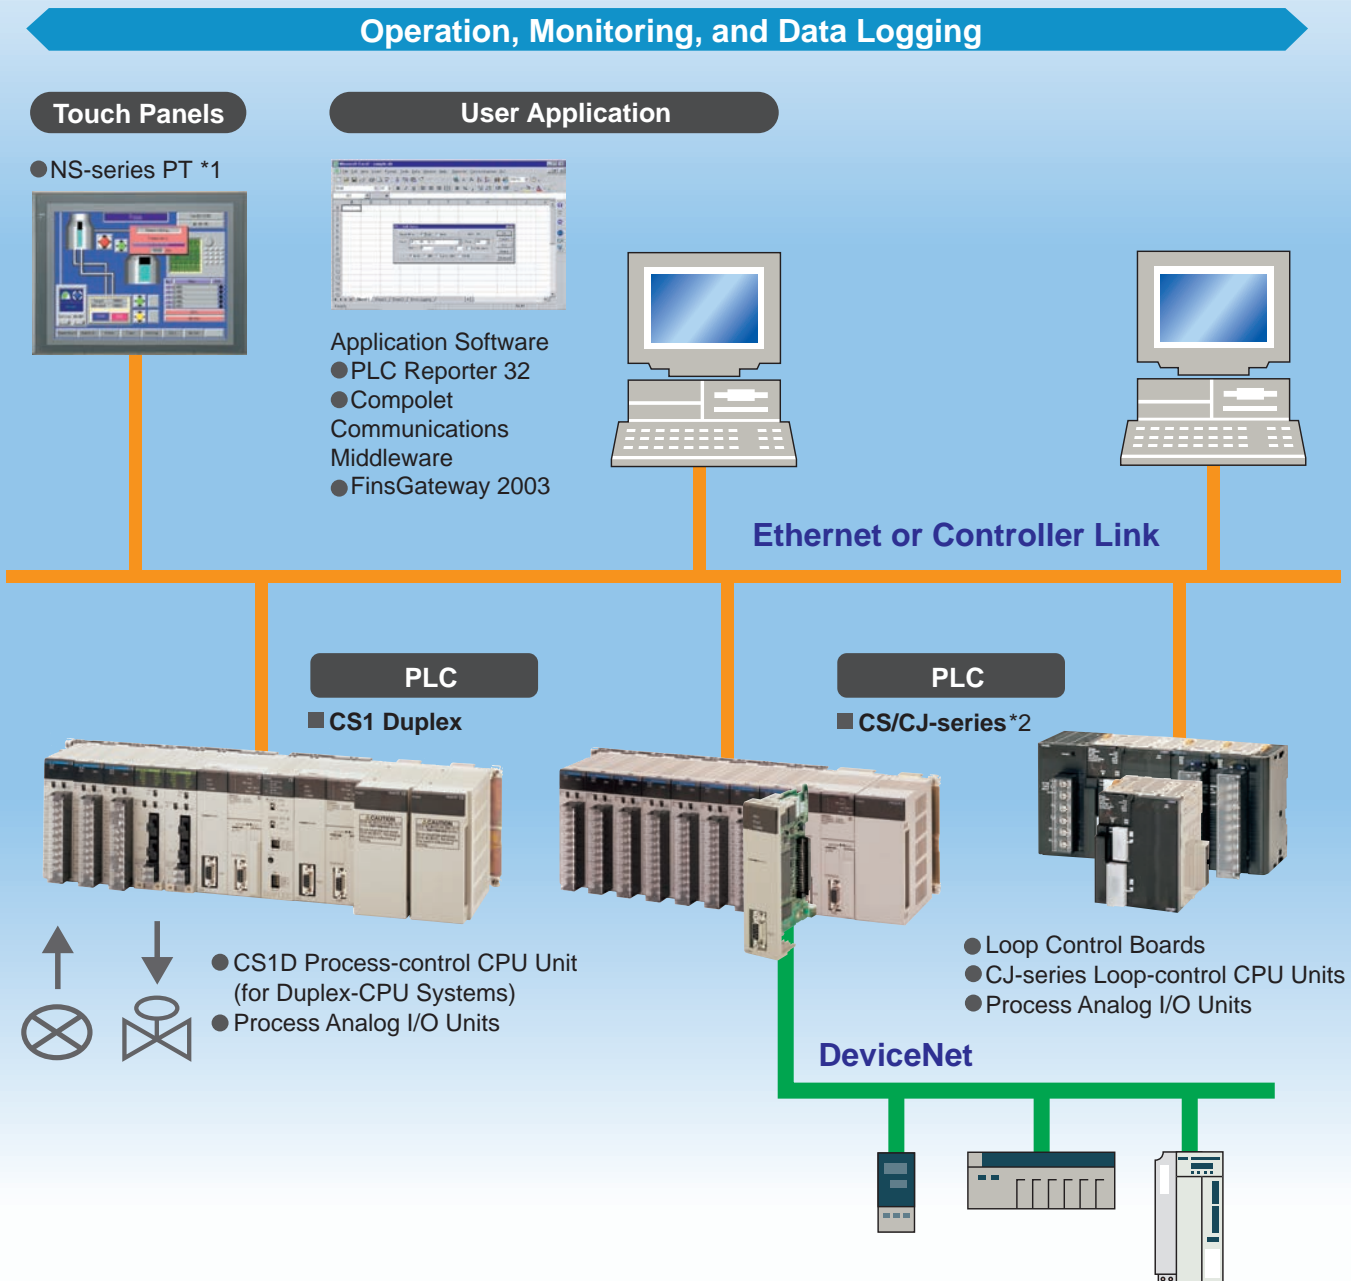 Operation, Monitoring, and Data Logging
Touch Panels
User Application
●NS-series PT *1
Application Software
●PLC Reporter 32
●Compolet
Communications
Middleware
●FinsGateway 2003
Ethernet or Controller Link
PLC
■CS1 Duplex
PLC
■CS/CJ-series*2
⚠CAUTION
⚠CAUTION
●CS1D Process-control CPU Unit
(for Duplex-CPU Systems)
●Process Analog I/O Units
●Loop Control Boards
●CJ-series Loop-control CPU Units
●Process Analog I/O Units
DeviceNet